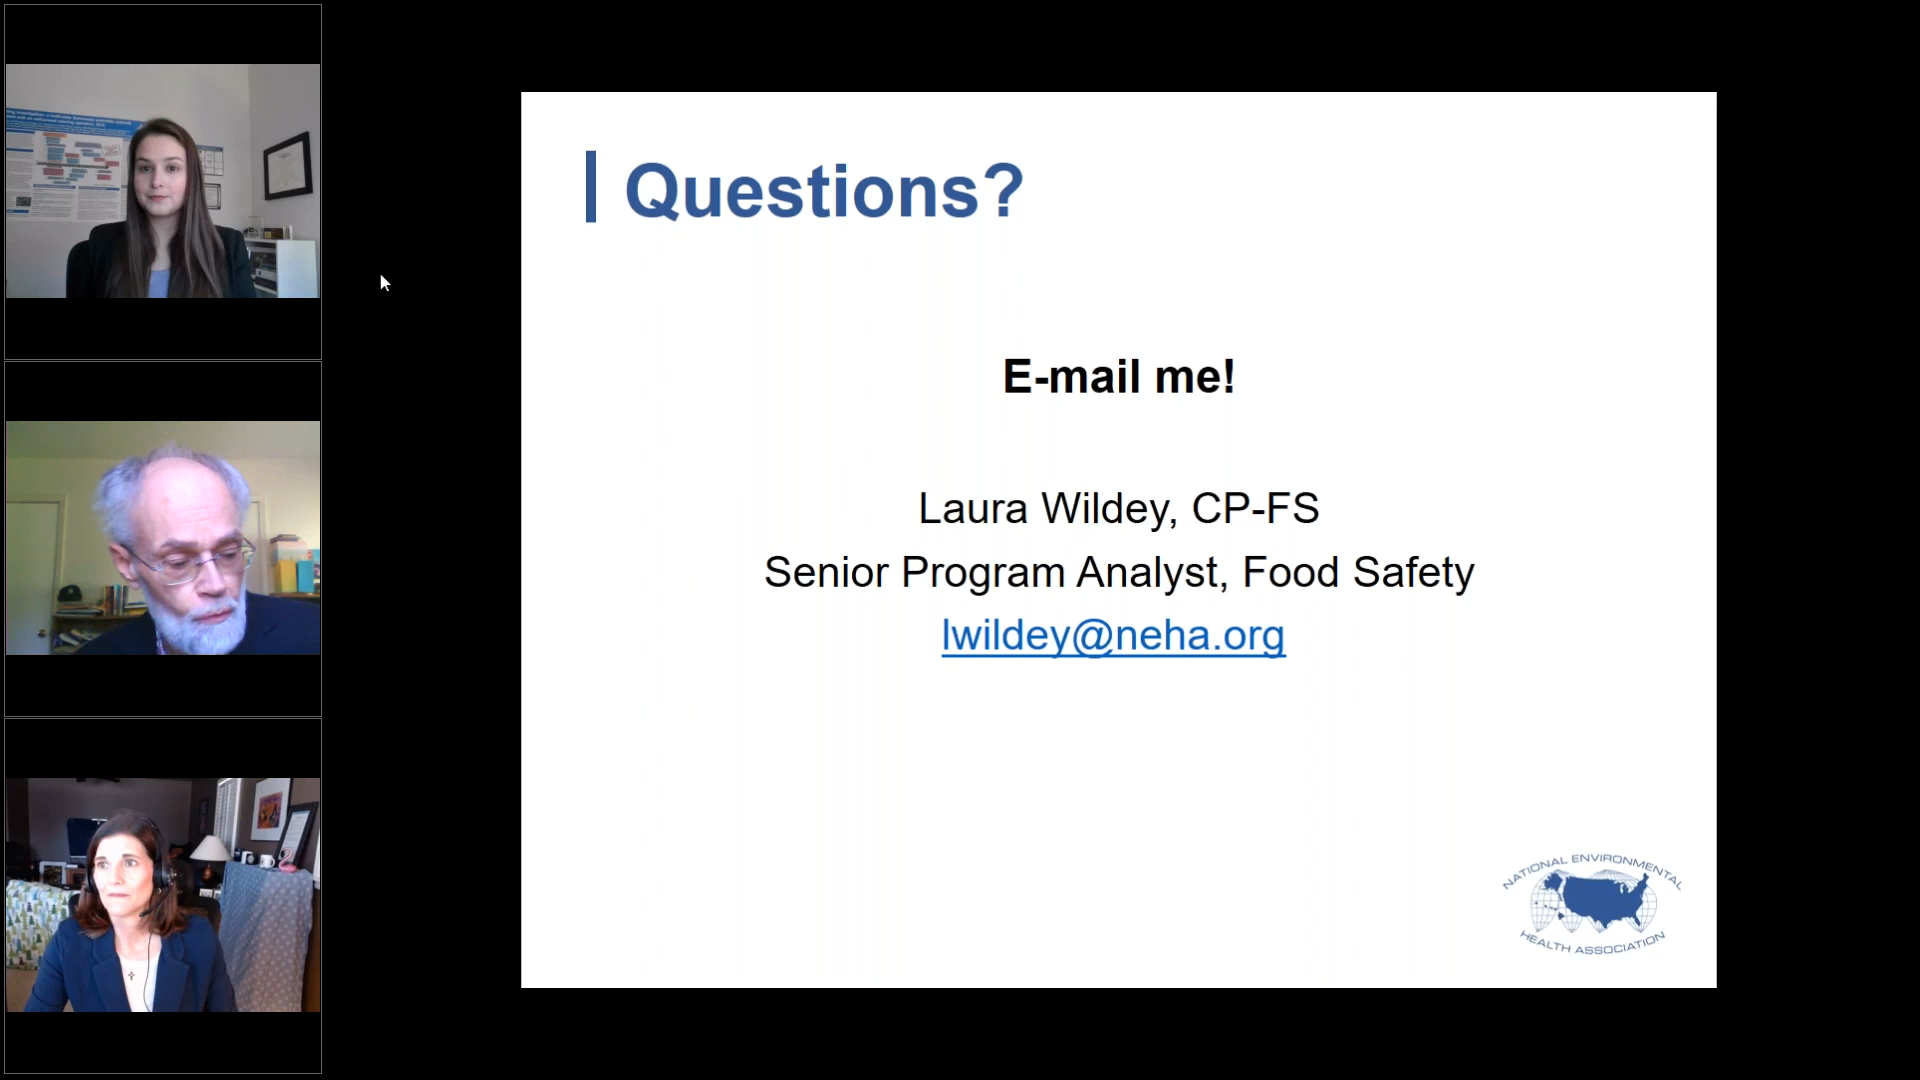 Questions?
E-mail me!
Laura Wildey, CP-FS
Senior Program Analyst, Food Safety
lwildey@neha.org
NATIONAL ENVIRONMENTAL
HEALTH ASSOCIATION